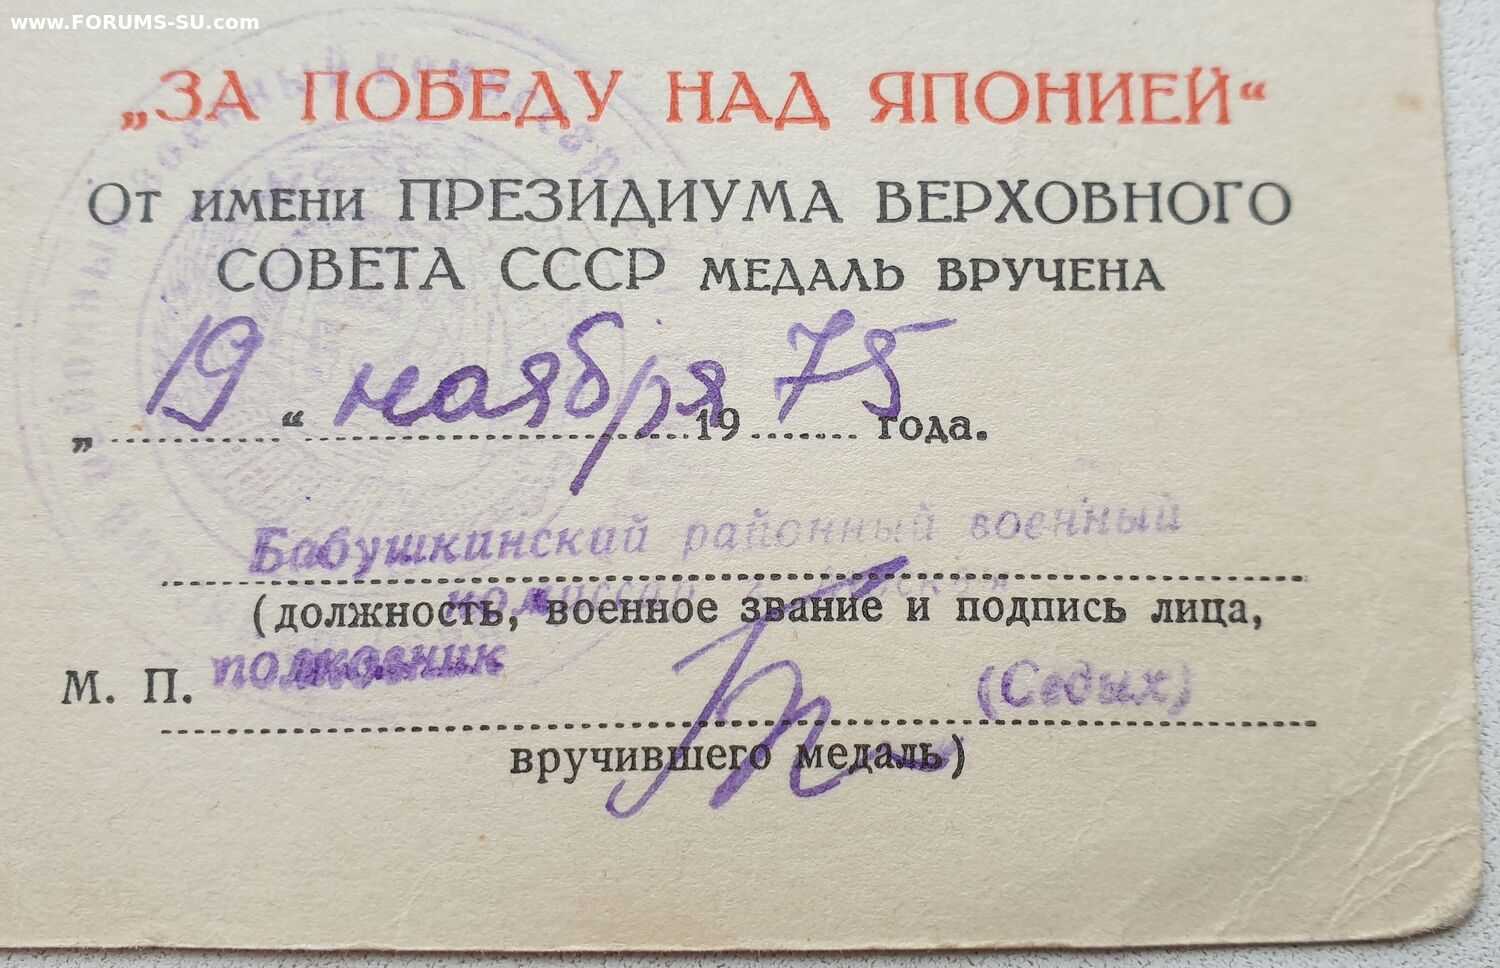 www.FORUMS-SU.com
„ЗА ПОБЕДУ НАД ЯПОНИЕЙ“
От имени ПРЕЗИДИУМА ВЕРХОВНОГО
СОВЕТА СССР МЕДАЛЬ ВРУЧЕНА
„ 19 “ ноября 19 75 года.
Бабушкинский районный военный
комиссар
(должность, военное звание и подпись лица,
М. П. полковник (Седых)
вручившего медаль)